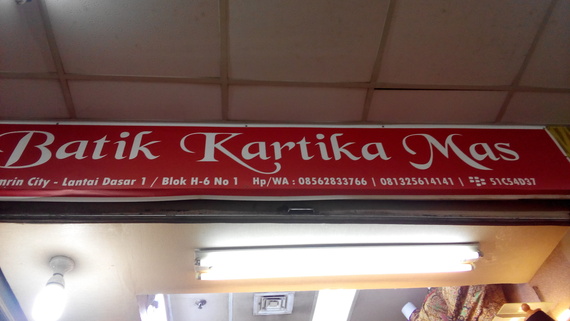 Batik Kartika Mas
mrin City - Lantai Dasar 1 / Blok H-6 No 1 Hp/WA : 08562833766 | 081325614141 | 51C54D37